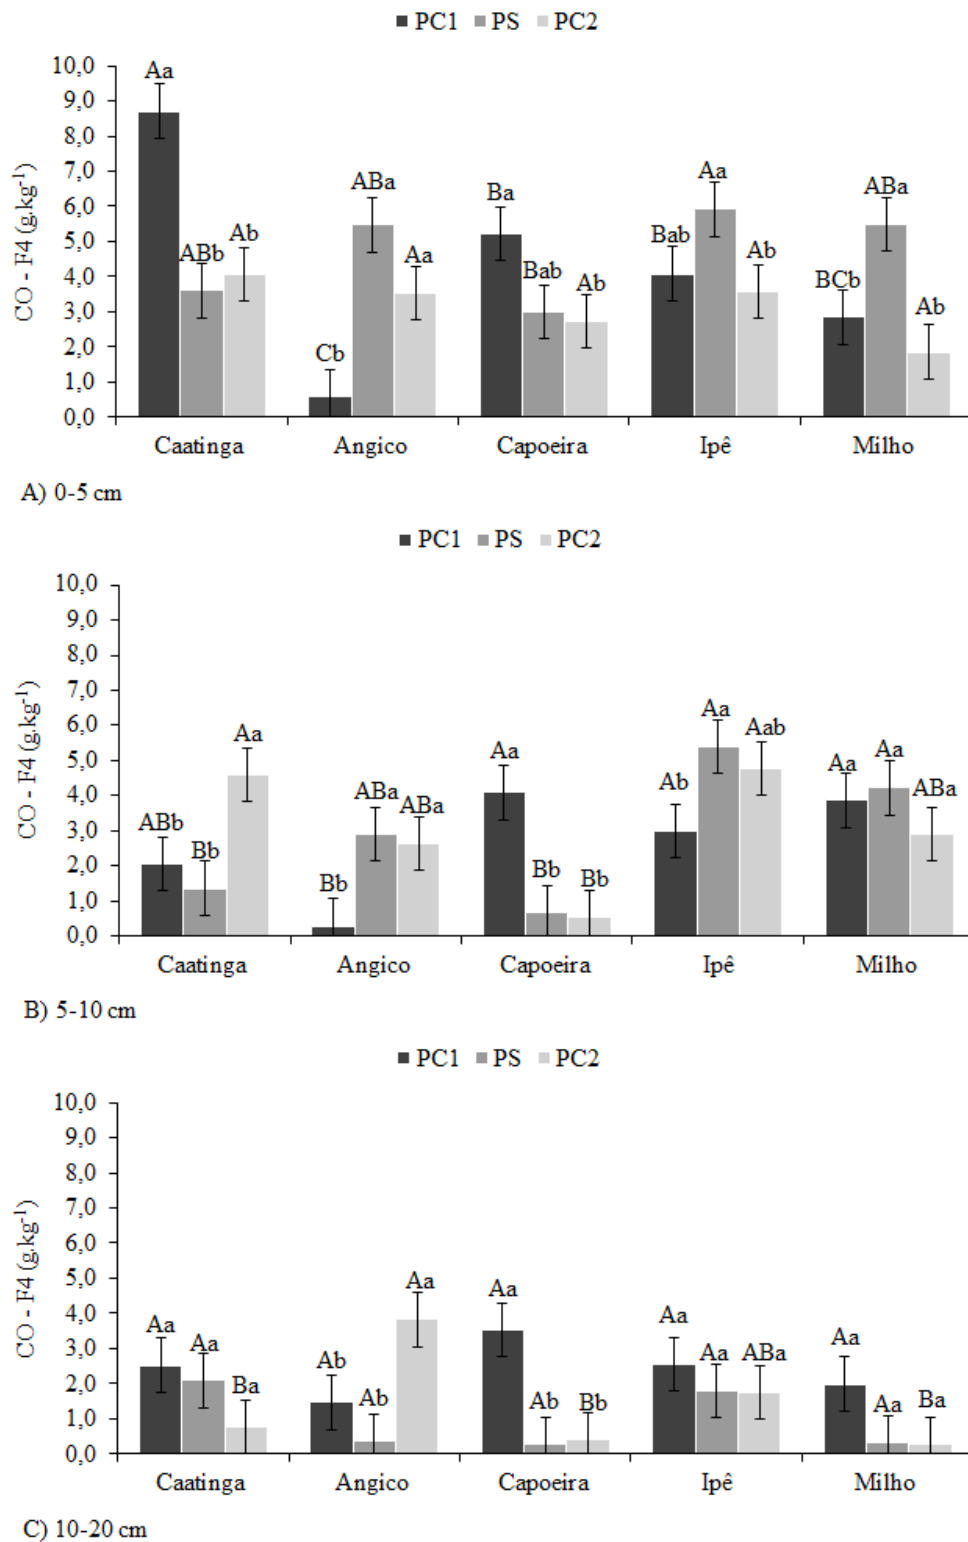 PC1 PS PC2
CO - F4 (g.kg⁻¹)
10,0
9,0
8,0
7,0
6,0
5,0
4,0
3,0
2,0
1,0
0,0
Aa ABb Ab
Cb ABa Aa
Ba Bab Ab
Bab Aa Ab
BCb ABa Ab
Caatinga Angico Capoeira Ipê Milho
A) 0-5 cm
PC1 PS PC2
CO - F4 (g.kg⁻¹)
10,0
9,0
8,0
7,0
6,0
5,0
4,0
3,0
2,0
1,0
0,0
ABb Bb Aa
Bb ABa ABa
Aa Bb Bb
Ab Aa Aab
Aa Aa ABa
Caatinga Angico Capoeira Ipê Milho
B) 5-10 cm
PC1 PS PC2
CO - F4 (g.kg⁻¹)
10,0
9,0
8,0
7,0
6,0
5,0
4,0
3,0
2,0
1,0
0,0
Aa Aa Ba
Ab Ab Aa
Aa Ab Bb
Aa Aa ABa
Aa Aa Ba
Caatinga Angico Capoeira Ipê Milho
C) 10-20 cm